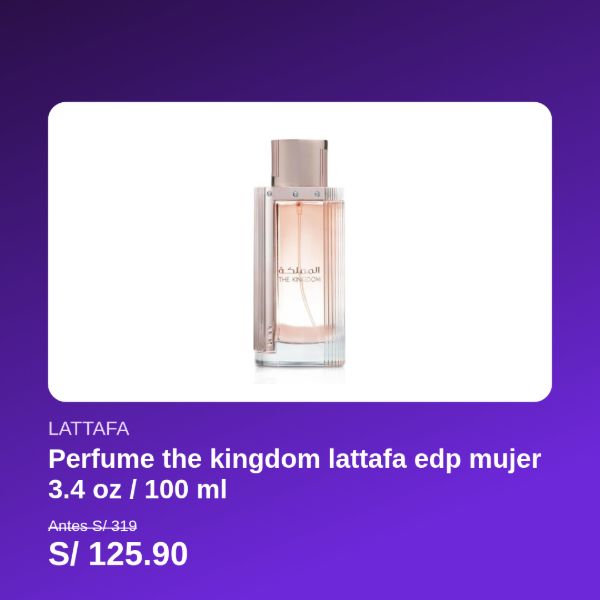 المملكة
THE KINGDOM
LATTAFA
Perfume the kingdom lattafa edp mujer
3.4 oz / 100 ml
Antes S/ 319
S/ 125.90